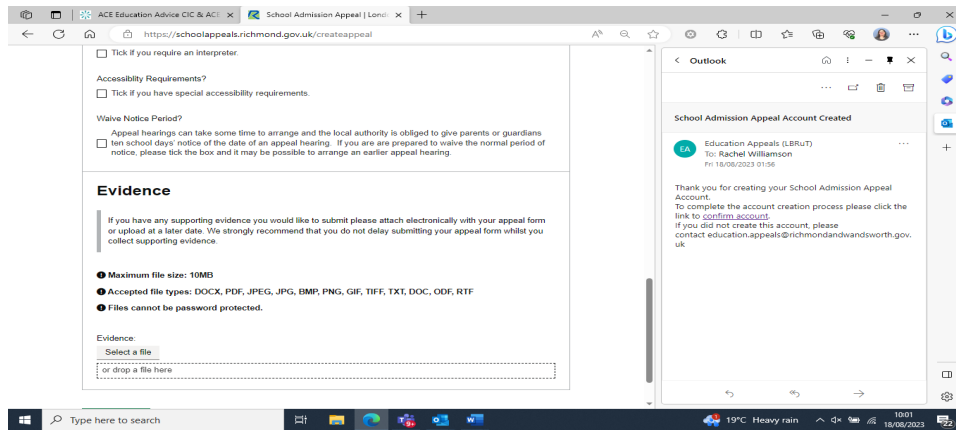 ACE Education Advice CIC & ACE
School Admission Appeal | Londo
https://schoolappeals.richmond.gov.uk/createappeal
Tick if you require an interpreter.
Accessiblity Requirements?
Tick if you have special accessibility requirements.
Waive Notice Period?
Appeal hearings can take some time to arrange and the local authority is obliged to give parents or guardians
ten school days' notice of the date of an appeal hearing. If you are are prepared to waive the normal period of
notice, please tick the box and it may be possible to arrange an earlier appeal hearing.
Evidence
If you have any supporting evidence you would like to submit please attach electronically with your appeal form
or upload at a later date. We strongly recommend that you do not delay submitting your appeal form whilst you
collect supporting evidence.
Maximum file size: 10MB
Accepted file types: DOCX, PDF, JPEG, JPG, BMP, PNG, GIF, TIFF, TXT, DOC, ODF, RTF
Files cannot be password protected.
Evidence:
Select a file
or drop a file here
Outlook
School Admission Appeal Account Created
EA
Education Appeals (LBRuT)
To: Rachel Williamson
Fri 18/08/2023 01:56
Thank you for creating your School Admission Appeal
Account.
To complete the account creation process please click the
link to confirm account.
If you did not create this account, please
contact education.appeals@richmondandwandsworth.gov.
uk
Type here to search
19°C Heavy rain
10:01
18/08/2023
22